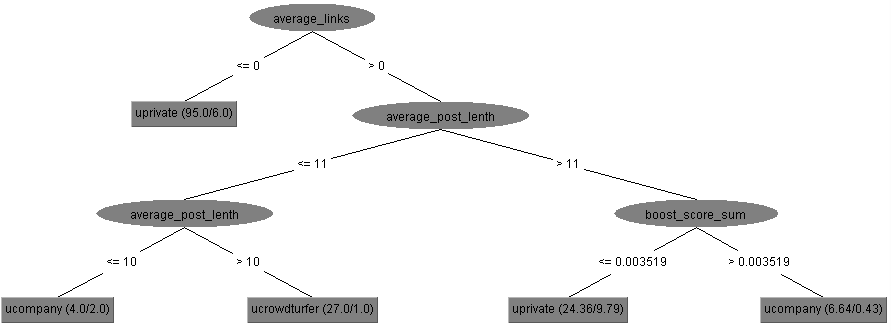 average_links
<= 0
> 0
uprivate (95.0/6.0)
average_post_lenth
<= 11
> 11
average_post_lenth
boost_score_sum
<= 10
> 10
<= 0.003519
> 0.003519
ucompany (4.0/2.0)
ucrowdturfer (27.0/1.0)
uprivate (24.36/9.79)
ucompany (6.64/0.43)